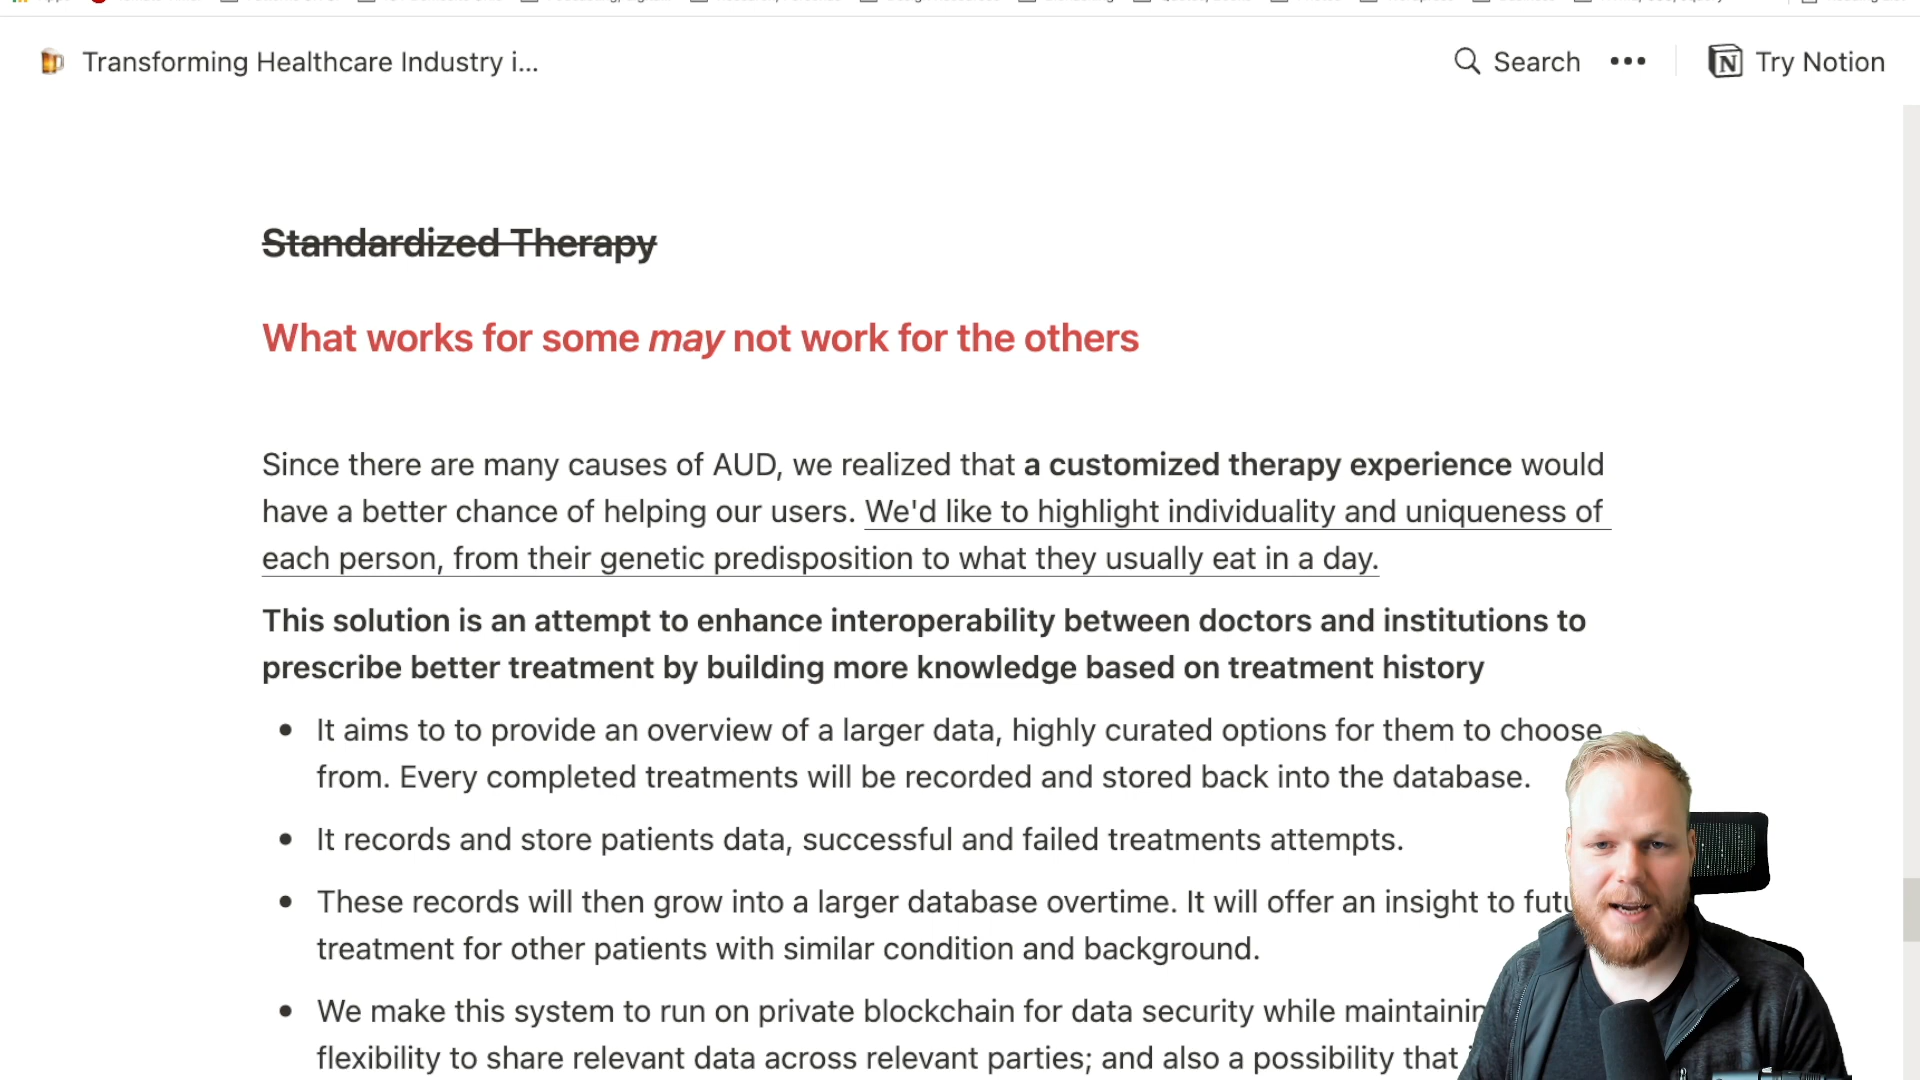 Transforming Healthcare Industry i...
Search
Try Notion
Standardized Therapy
What works for some may not work for the others
Since there are many causes of AUD, we realized that a customized therapy experience would
have a better chance of helping our users. We'd like to highlight individuality and uniqueness of
each person, from their genetic predisposition to what they usually eat in a day.
This solution is an attempt to enhance interoperability between doctors and institutions to
prescribe better treatment by building more knowledge based on treatment history
It aims to to provide an overview of a larger data, highly curated options for them to choose
from. Every completed treatments will be recorded and stored back into the database.
It records and store patients data, successful and failed treatments attempts.
These records will then grow into a larger database overtime. It will offer an insight to
treatment for other patients with similar condition and background.
We make this system to run on private blockchain for data security while
flexibility to share relevant data across relevant parties; and also a possibility that